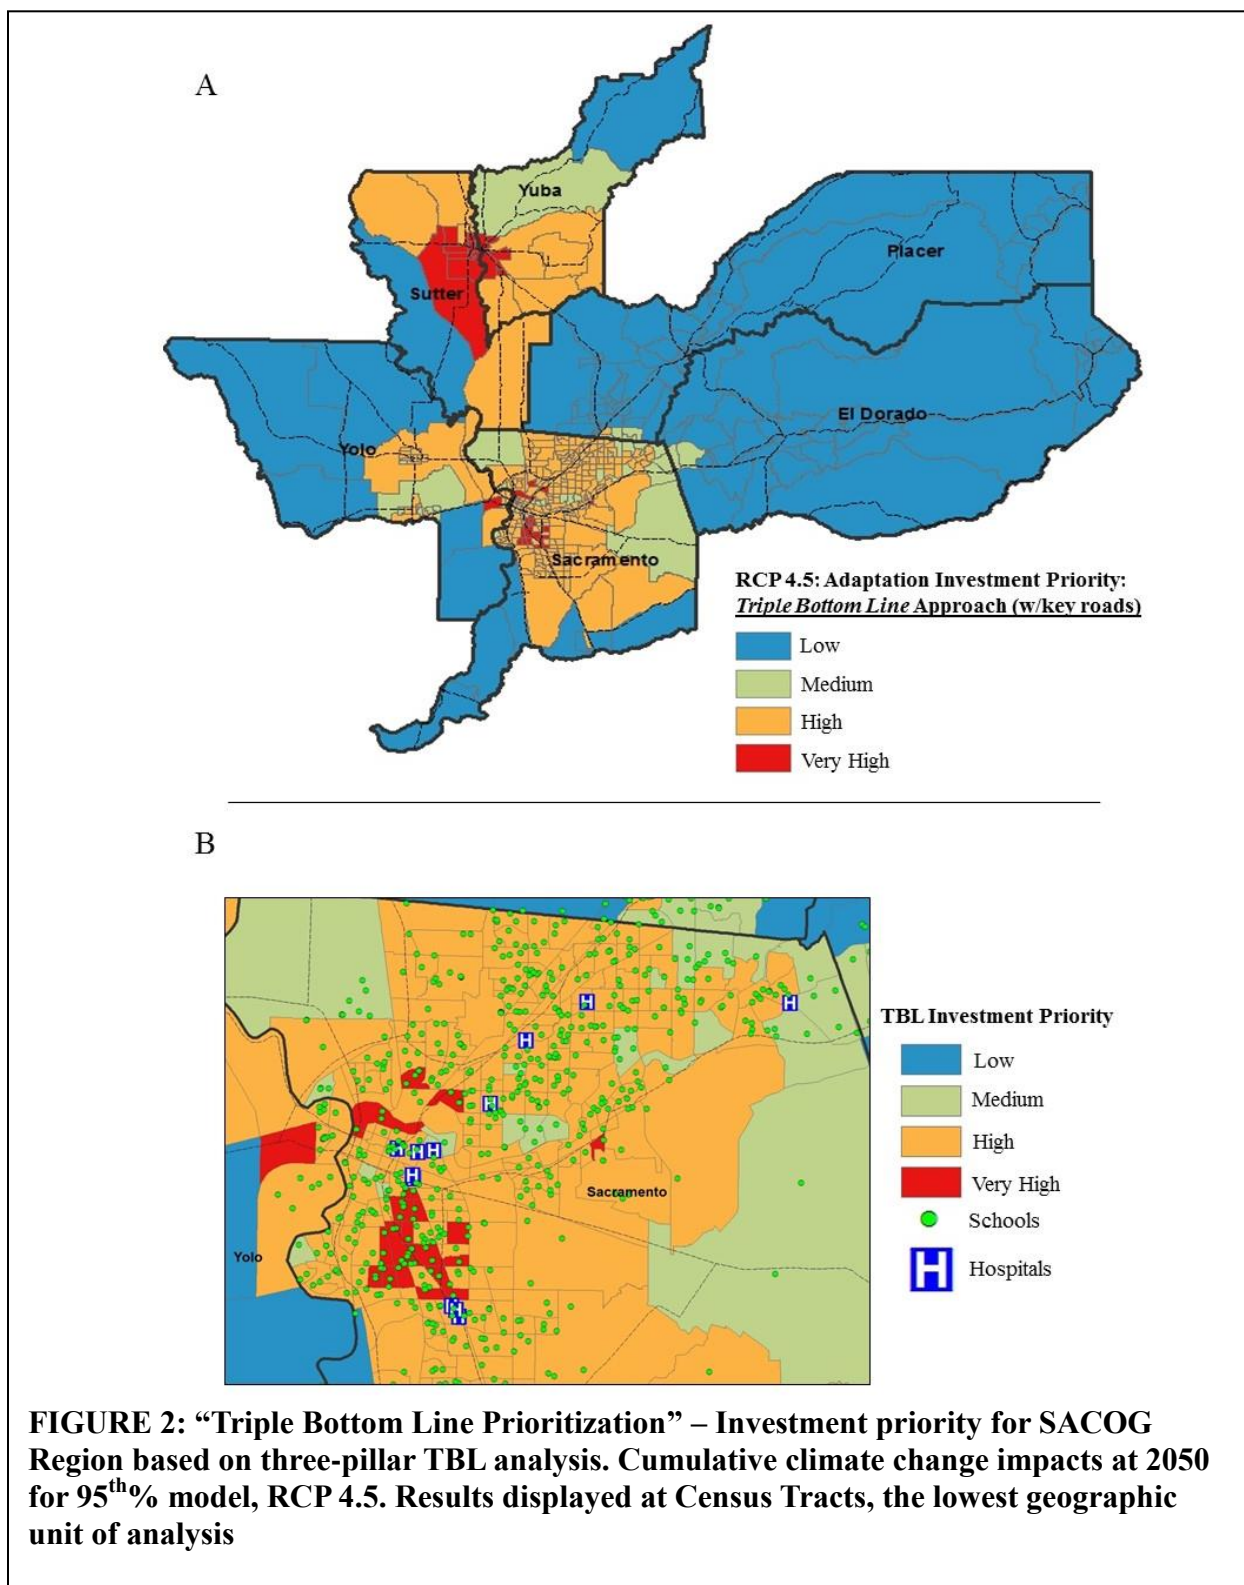 A
Yuba
Placer
Sutter
El Dorado
Yolo
Sacramento
RCP 4.5: Adaptation Investment Priority:
Triple Bottom Line Approach (w/key roads)
Low
Medium
High
Very High
B
H
H
H
H
H
H
H
H
H
H
Sacramento
Yolo
TBL Investment Priority
Low
Medium
High
Very High
Schools
H
Hospitals
FIGURE 2: “Triple Bottom Line Prioritization” – Investment priority for SACOG
Region based on three-pillar TBL analysis. Cumulative climate change impacts at 2050
for 95th% model, RCP 4.5. Results displayed at Census Tracts, the lowest geographic
unit of analysis